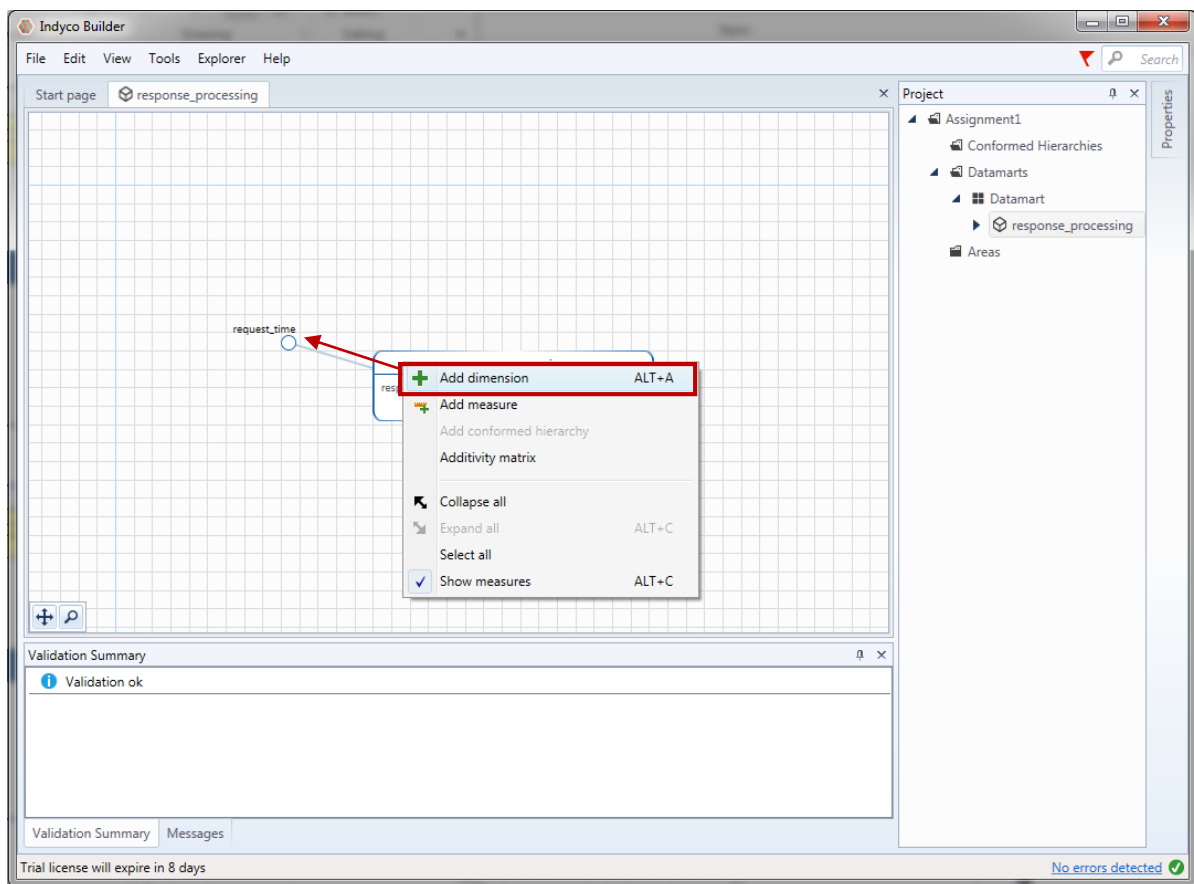 Indyco Builder
File Edit View Tools Explorer Help
Search
Start page response_processing
Project
Properties
Assignment1
Conformed Hierarchies
Datamarts
Datamart
response_processing
Areas
request_time
Add dimension ALT+A
Add measure
Add conformed hierarchy
Additivity matrix
Collapse all
Expand all ALT+C
Select all
Show measures ALT+C
Validation Summary
Validation ok
Validation Summary Messages
Trial license will expire in 8 days
No errors detected